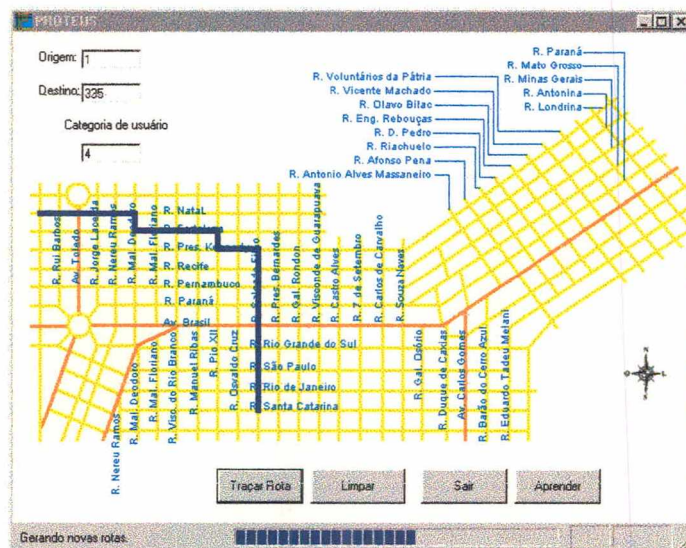 PROTEUS
Origem: 1
Destino: 335
Categoria de usuário
4
R. Paraná
R. Mato Grosso
R. Minas Gerais
R. Antonina
R. Londrina
R. Voluntários da Pátria
R. Vicente Machado
R. Olavo Bilac
R. Eng. Rebouças
R. D. Pedro
R. Riachuelo
R. Afonso Pena
R. Antonio Alves Massaneiro
R. Rui Barbosa
Av. Toledo
R. Jorge Lacerda
R. Nereu Ramos
R. Mal. Deodoro
R. Mal. Floriano
R. Natal
R. Pres.
R. Recife
R. Pernambuco
R. Paraná
Av. Brasil
R. Pres. Bernardes
R. Gal. Rondon
R. Visconde de Guarapuava
R. Castro Alves
R. 7 de Setembro
R. Carlos de Carvalho
R. Souza Naves
R. Nereu Ramos
R. Mal. Deodoro
R. Mal. Floriano
R. Visc. do Rio Branco
R. Manuel Ribas
R. Pio XII
R. Osvaldo Cruz
R. Rio Grande do Sul
R. São Paulo
R. Rio de Janeiro
R. Santa Catarina
R. Gal. Osório
R. Duque de Caxias
Av. Carlos Gomes
R. Barão do Cerro Azul
R. Eduardo Tadeu Melani
N
S
L
Traçar Rota
Limpar
Sair
Aprender
Gerando novas rotas.